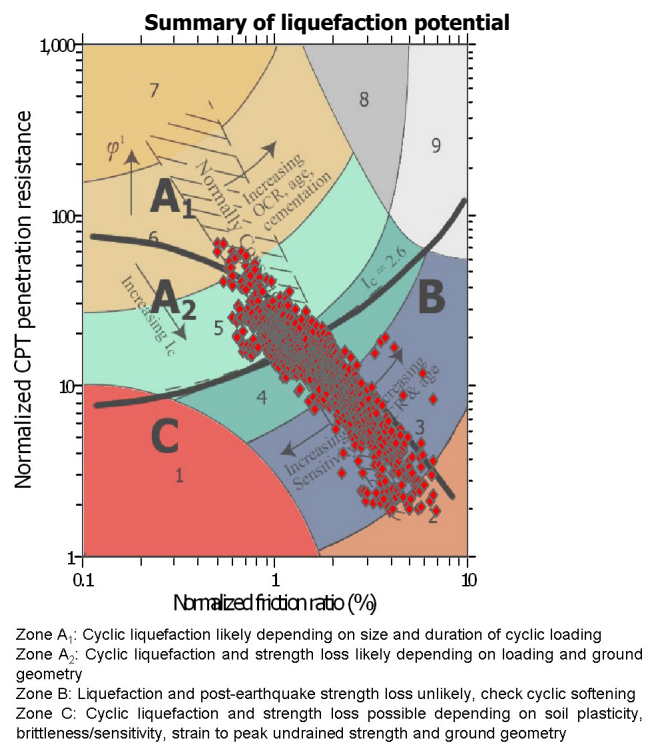 Summary of liquefaction potential
1,000
7
8
9
φ'
Normally Co
Increasing
OCR, age,
cementation
A1
100
6
Ic = 2.6
A2
B
Increasing Ic
5
Normalized CPT penetration resistance
10
4
Increasing
R & age
C
Increasing
Sensitivi
3
1
2
1
0.1
1
10
Normalized friction ratio (%)
Zone A1: Cyclic liquefaction likely depending on size and duration of cyclic loading
Zone A2: Cyclic liquefaction and strength loss likely depending on loading and ground
geometry
Zone B: Liquefaction and post-earthquake strength loss unlikely, check cyclic softening
Zone C: Cyclic liquefaction and strength loss possible depending on soil plasticity,
brittleness/sensitivity, strain to peak undrained strength and ground geometry